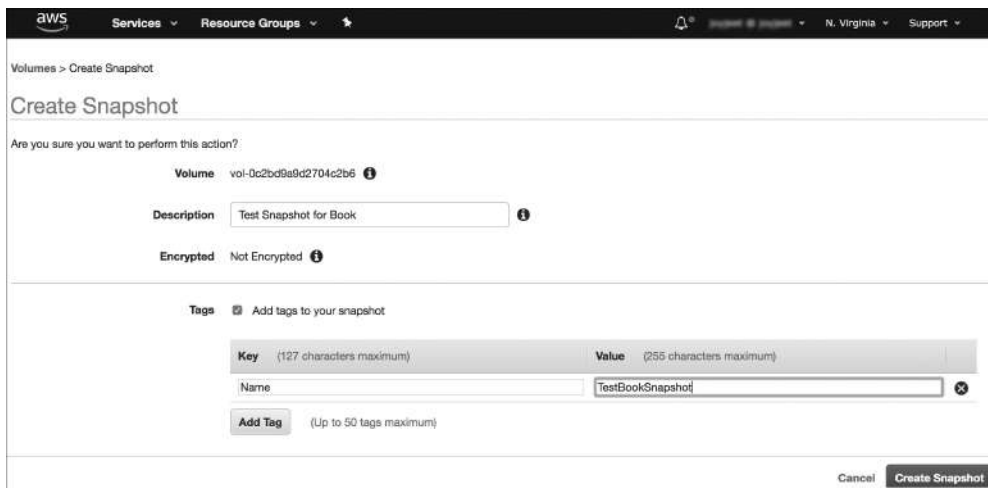 aws Services Resource Groups N. Virginia Support
Volumes > Create Snapshot
Create Snapshot
Are you sure you want to perform this action?
Volume vol-0c2bd9a9d2704c2b6
Description Test Snapshot for Book
Encrypted Not Encrypted
Tags Add tags to your snapshot
Key (127 characters maximum) Value (255 characters maximum)
Name TestBookSnapshot
Add Tag (Up to 50 tags maximum)
Cancel Create Snapshot